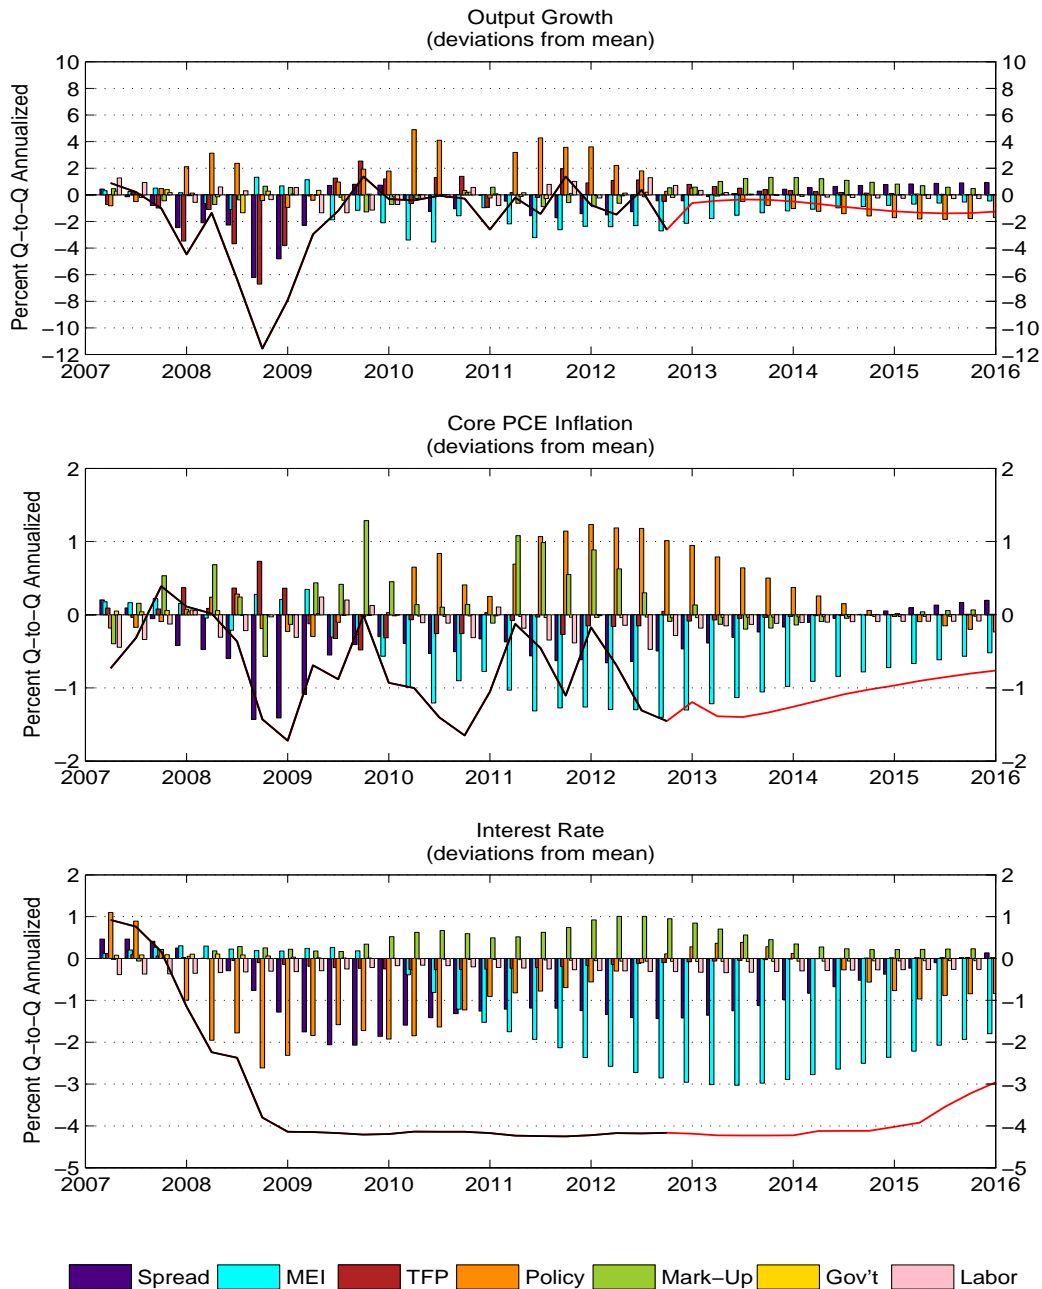 Output Growth
(deviations from mean)
Percent Q−to−Q Annualized
10 10
8 8
6 6
4 4
2 2
0 0
−2 −2
−4 −4
−6 −6
−8 −8
−10 −10
−12 −12
2007 2008 2009 2010 2011 2012 2013 2014 2015 2016
Core PCE Inflation
(deviations from mean)
Percent Q−to−Q Annualized
2 2
1 1
0 0
−1 −1
−2 −2
2007 2008 2009 2010 2011 2012 2013 2014 2015 2016
Interest Rate
(deviations from mean)
Percent Q−to−Q Annualized
2 2
1 1
0 0
−1 −1
−2 −2
−3 −3
−4 −4
−5 −5
2007 2008 2009 2010 2011 2012 2013 2014 2015 2016
Spread MEI TFP Policy Mark−Up Gov't Labor